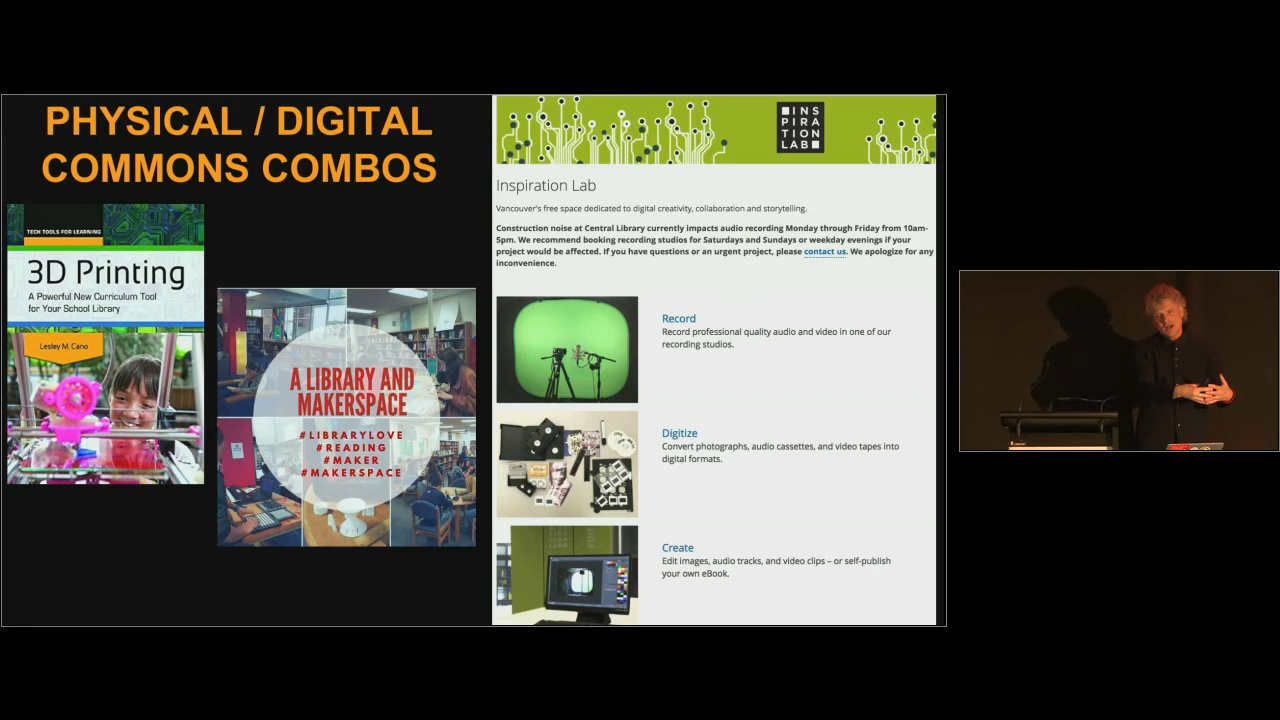 PHYSICAL / DIGITAL
COMMONS COMBOS
TECH TOOLS FOR LEARNING
3D Printing
A Powerful New Curriculum Tool
for Your School Library
Lesley M. Cano
A LIBRARY AND
MAKERSPACE
#LIBRARYLOVE
#READING
#MAKER
#MAKERSPACE
INS
PIRA
TION
LAB
Inspiration Lab
Vancouver's free space dedicated to digital creativity, collaboration and storytelling.
Construction noise at Central Library currently impacts audio recording Monday through Friday from 10am-
5pm. We recommend booking recording studios for Saturdays and Sundays or weekday evenings if your
project would be affected. If you have questions or an urgent project, please contact us. We apologize for any
inconvenience.
Record
Record professional quality audio and video in one of our
recording studios.
Digitize
Convert photographs, audio cassettes, and video tapes into
digital formats.
Create
Edit images, audio tracks, and video clips – or self-publish
your own eBook.